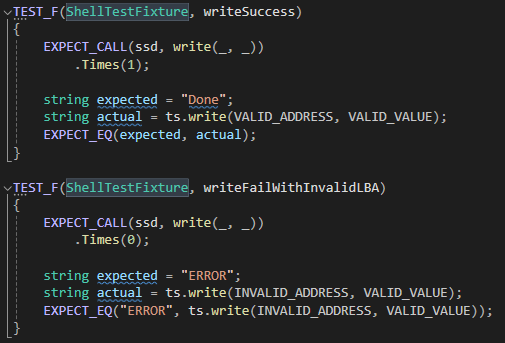 TEST_F(ShellTestFixture, writeSuccess)
{
    EXPECT_CALL(ssd, write(_, _))
        .Times(1);

    string expected = "Done";
    string actual = ts.write(VALID_ADDRESS, VALID_VALUE);
    EXPECT_EQ(expected, actual);
}

TEST_F(ShellTestFixture, writeFailWithInvalidLBA)
{
    EXPECT_CALL(ssd, write(_, _))
        .Times(0);

    string expected = "ERROR";
    string actual = ts.write(INVALID_ADDRESS, VALID_VALUE);
    EXPECT_EQ("ERROR", ts.write(INVALID_ADDRESS, VALID_VALUE));
}